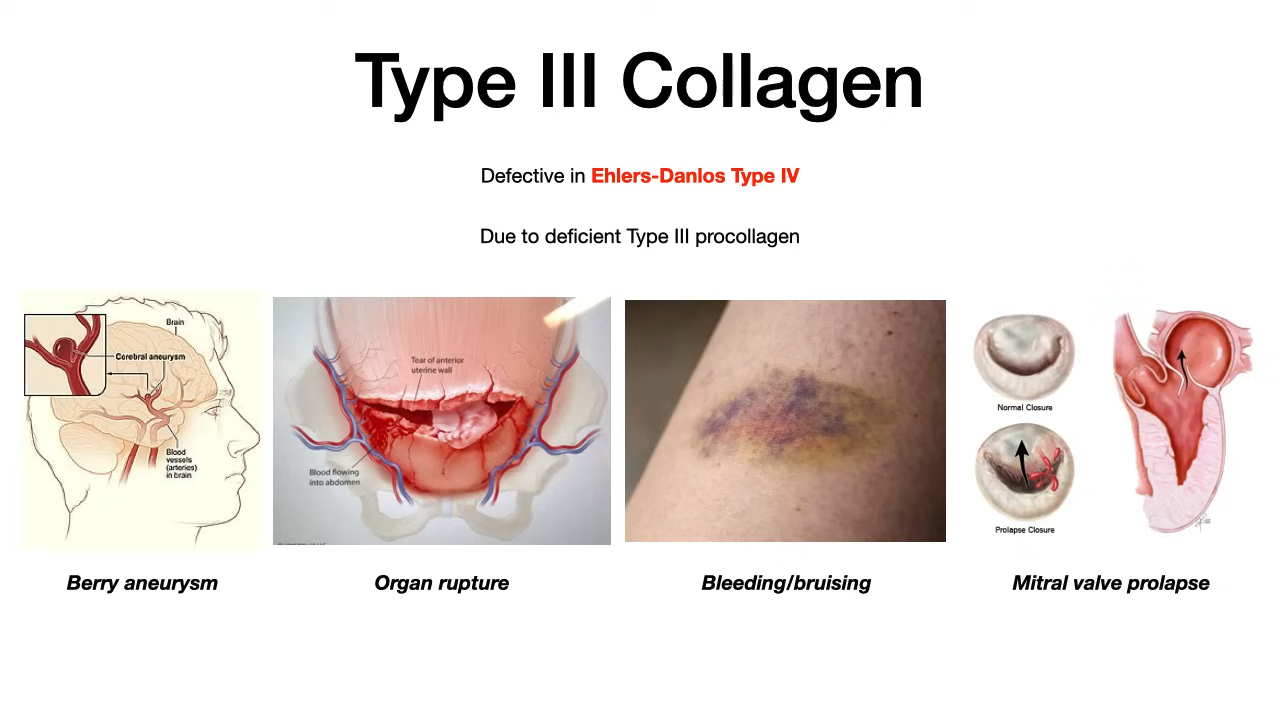 Type III Collagen
Defective in Ehlers-Danlos Type IV
Due to deficient Type III procollagen
Brain
Cerebral aneurysm
Blood
vessels
(arteries)
in brain
Tear of anterior
uterine wall
Blood flowing
into abdomen
Normal Closure
Prolapse Closure
Berry aneurysm
Organ rupture
Bleeding/bruising
Mitral valve prolapse